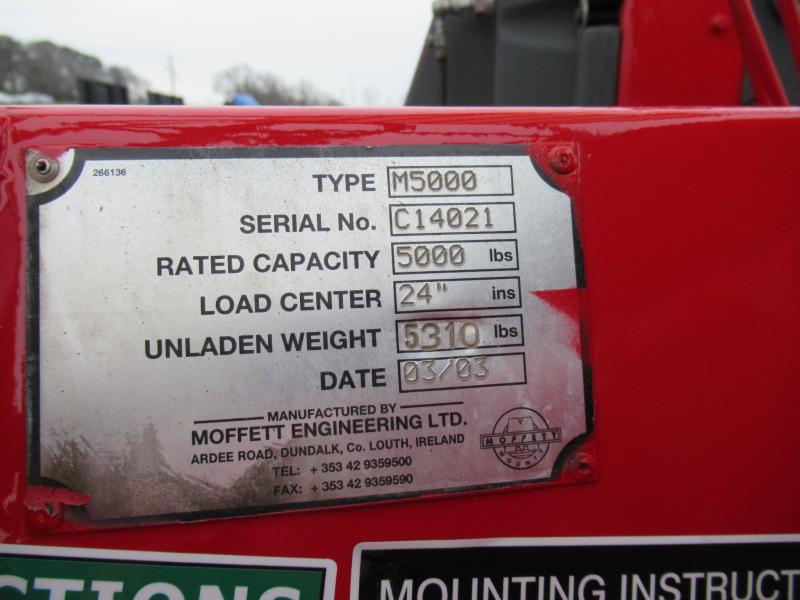 266136
TYPE M5000
SERIAL No. C14021
RATED CAPACITY 5000 lbs
LOAD CENTER 24" ins
UNLADEN WEIGHT 5310 lbs
DATE 03/03
MANUFACTURED BY
MOFFETT ENGINEERING LTD.
ARDEE ROAD, DUNDALK, Co. LOUTH, IRELAND
TEL: + 353 42 9359500
FAX: + 353 42 9359590
MOFFETT
MOUNTY
CTIONS
MOUNTING INSTRUCT